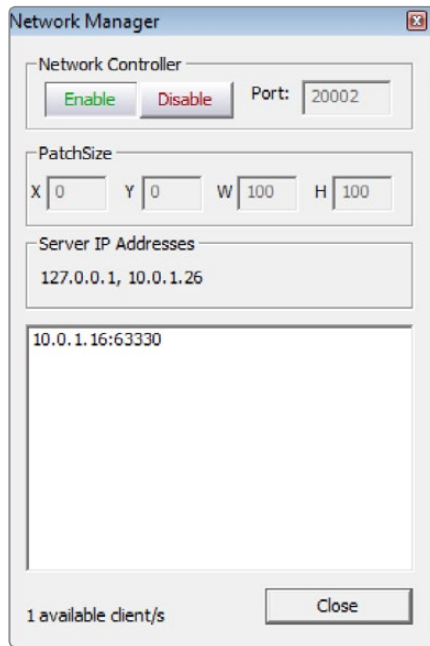 Network Manager
Network Controller
Enable Disable Port: 20002
PatchSize
X 0 Y 0 W 100 H 100
Server IP Addresses
127.0.0.1, 10.0.1.26
10.0.1.16:63330
1 available client/s Close